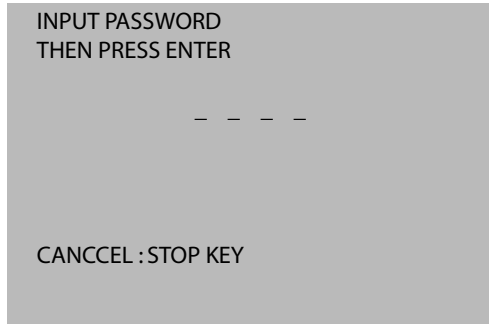 INPUT PASSWORD
THEN PRESS ENTER
_ _ _ _
CANCCEL : STOP KEY